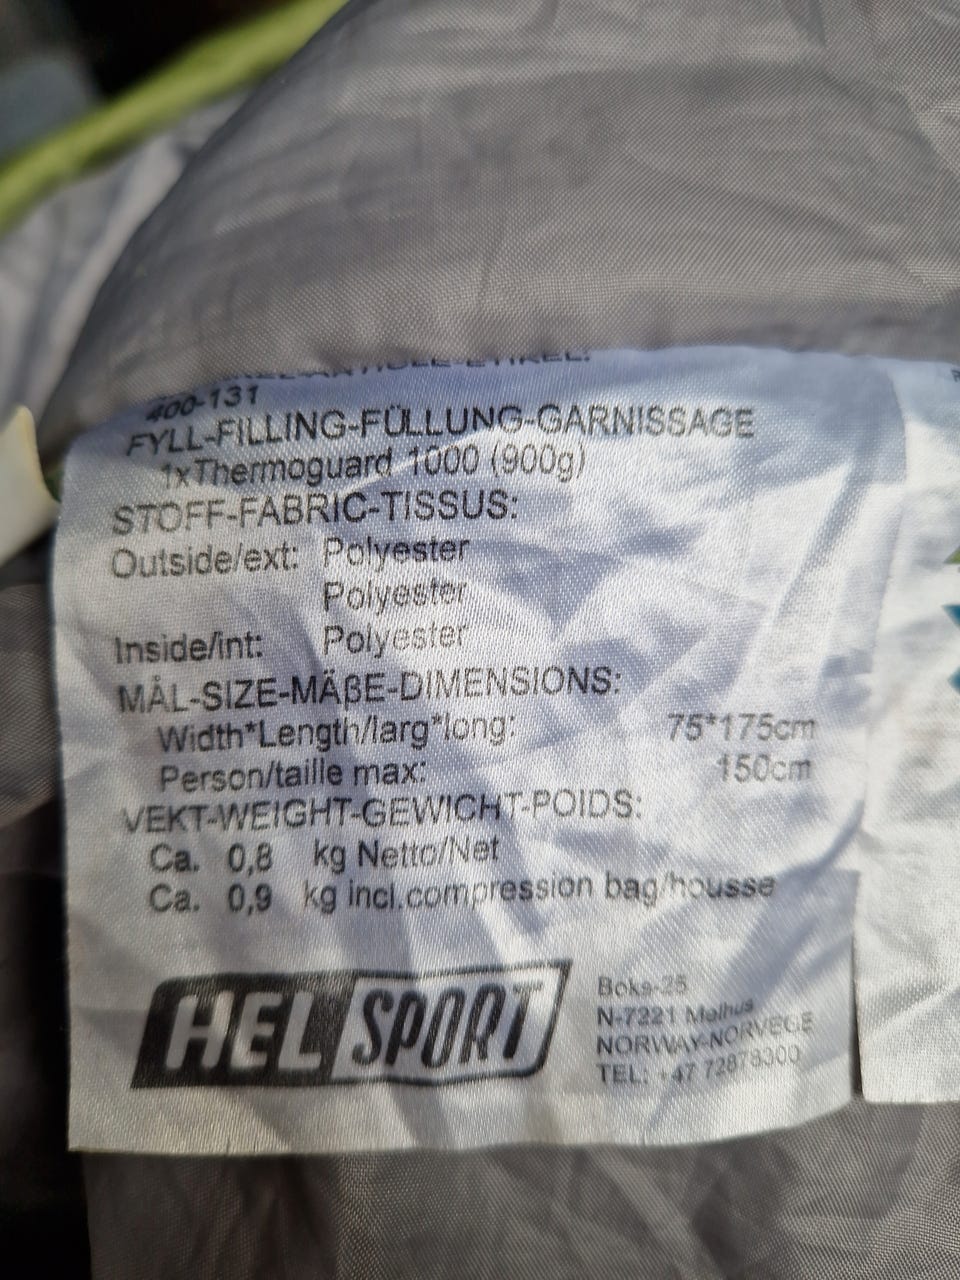 400-131
FYLL-FILLING-FÜLLUNG-GARNISSAGE
1xThermoguard 1000 (900g)
STOFF-FABRIC-TISSUS:
Outside/ext: Polyester
Polyester
Inside/int: Polyester
MÅL-SIZE-MÄßE-DIMENSIONS:
Width*Length/larg*long: 75*175cm
Person/taille max: 150cm
VEKT-WEIGHT-GEWICHT-POIDS:
Ca. 0,8 kg Netto/Net
Ca. 0,9 kg incl.compression bag/housse
HELSPORT
Boks-25
N-7221 Melhus
NORWAY-NORVEGE
TEL: +47 72878300